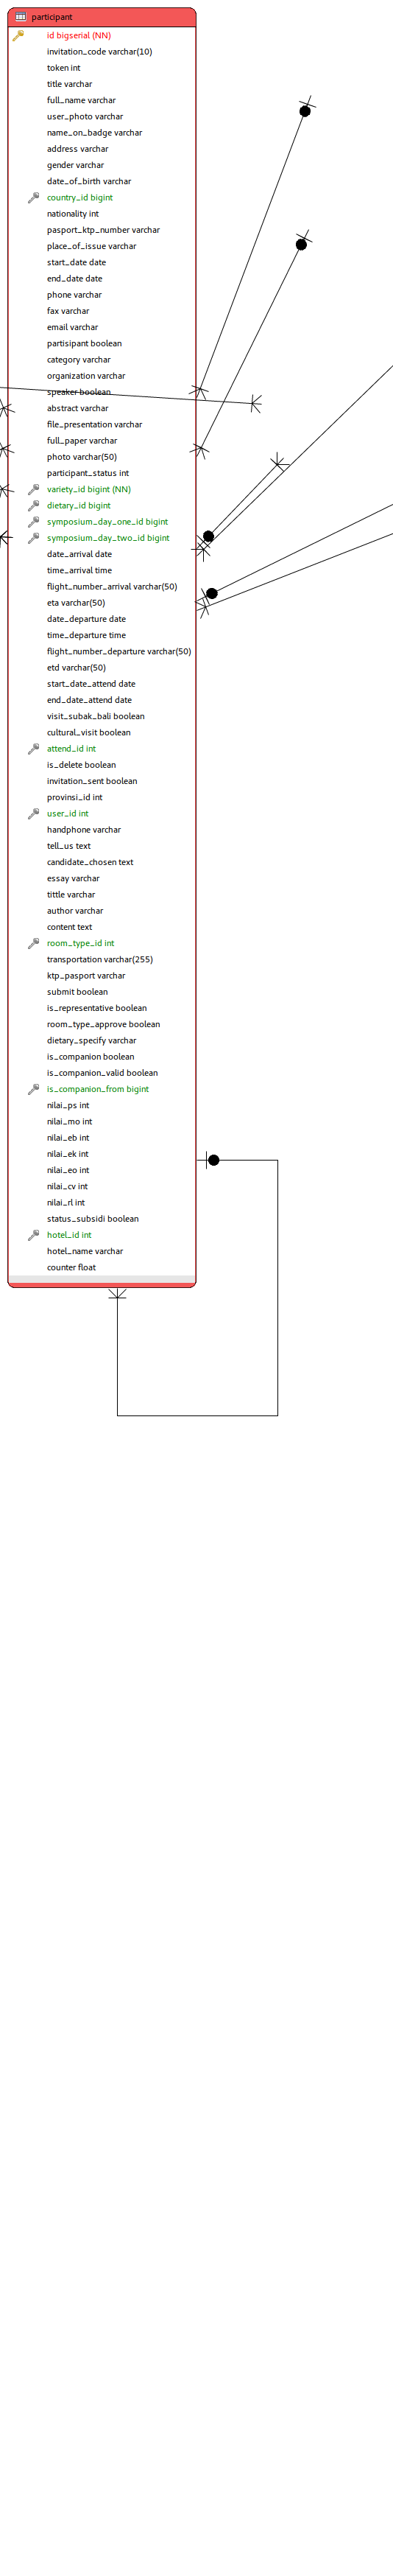 participant
id bigserial (NN)
invitation_code varchar(10)
token int
title varchar
full_name varchar
user_photo varchar
name_on_badge varchar
address varchar
gender varchar
date_of_birth varchar
country_id bigint
nationality int
pasport_ktp_number varchar
place_of_issue varchar
start_date date
end_date date
phone varchar
fax varchar
email varchar
partisipant boolean
category varchar
organization varchar
speaker boolean
abstract varchar
file_presentation varchar
full_paper varchar
photo varchar(50)
participant_status int
variety_id bigint (NN)
dietary_id bigint
symposium_day_one_id bigint
symposium_day_two_id bigint
date_arrival date
time_arrival time
flight_number_arrival varchar(50)
eta varchar(50)
date_departure date
time_departure time
flight_number_departure varchar(50)
etd varchar(50)
start_date_attend date
end_date_attend date
visit_subak_bali boolean
cultural_visit boolean
attend_id int
is_delete boolean
invitation_sent boolean
provinsi_id int
user_id int
handphone varchar
tell_us text
candidate_chosen text
essay varchar
tittle varchar
author varchar
content text
room_type_id int
transportation varchar(255)
ktp_pasport varchar
submit boolean
is_representative boolean
room_type_approve boolean
dietary_specify varchar
is_companion boolean
is_companion_valid boolean
is_companion_from bigint
nilai_ps int
nilai_mo int
nilai_eb int
nilai_ek int
nilai_eo int
nilai_cv int
nilai_rl int
status_subsidi boolean
hotel_id int
hotel_name varchar
counter float